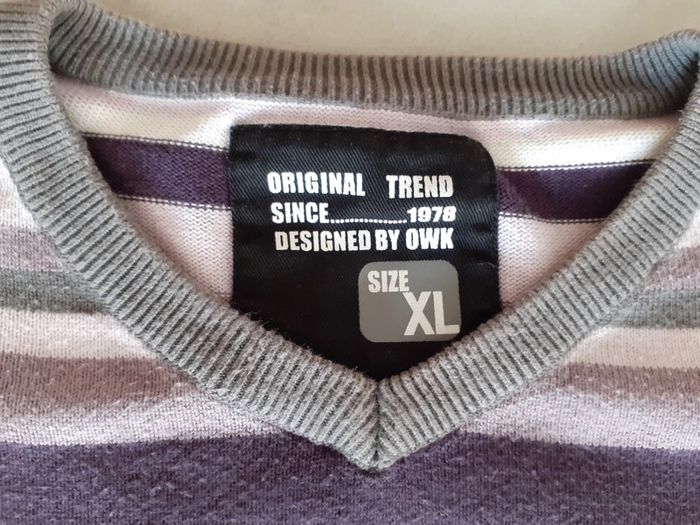 ORIGINAL TREND
SINCE...................1978
DESIGNED BY OWK
SIZE
XL